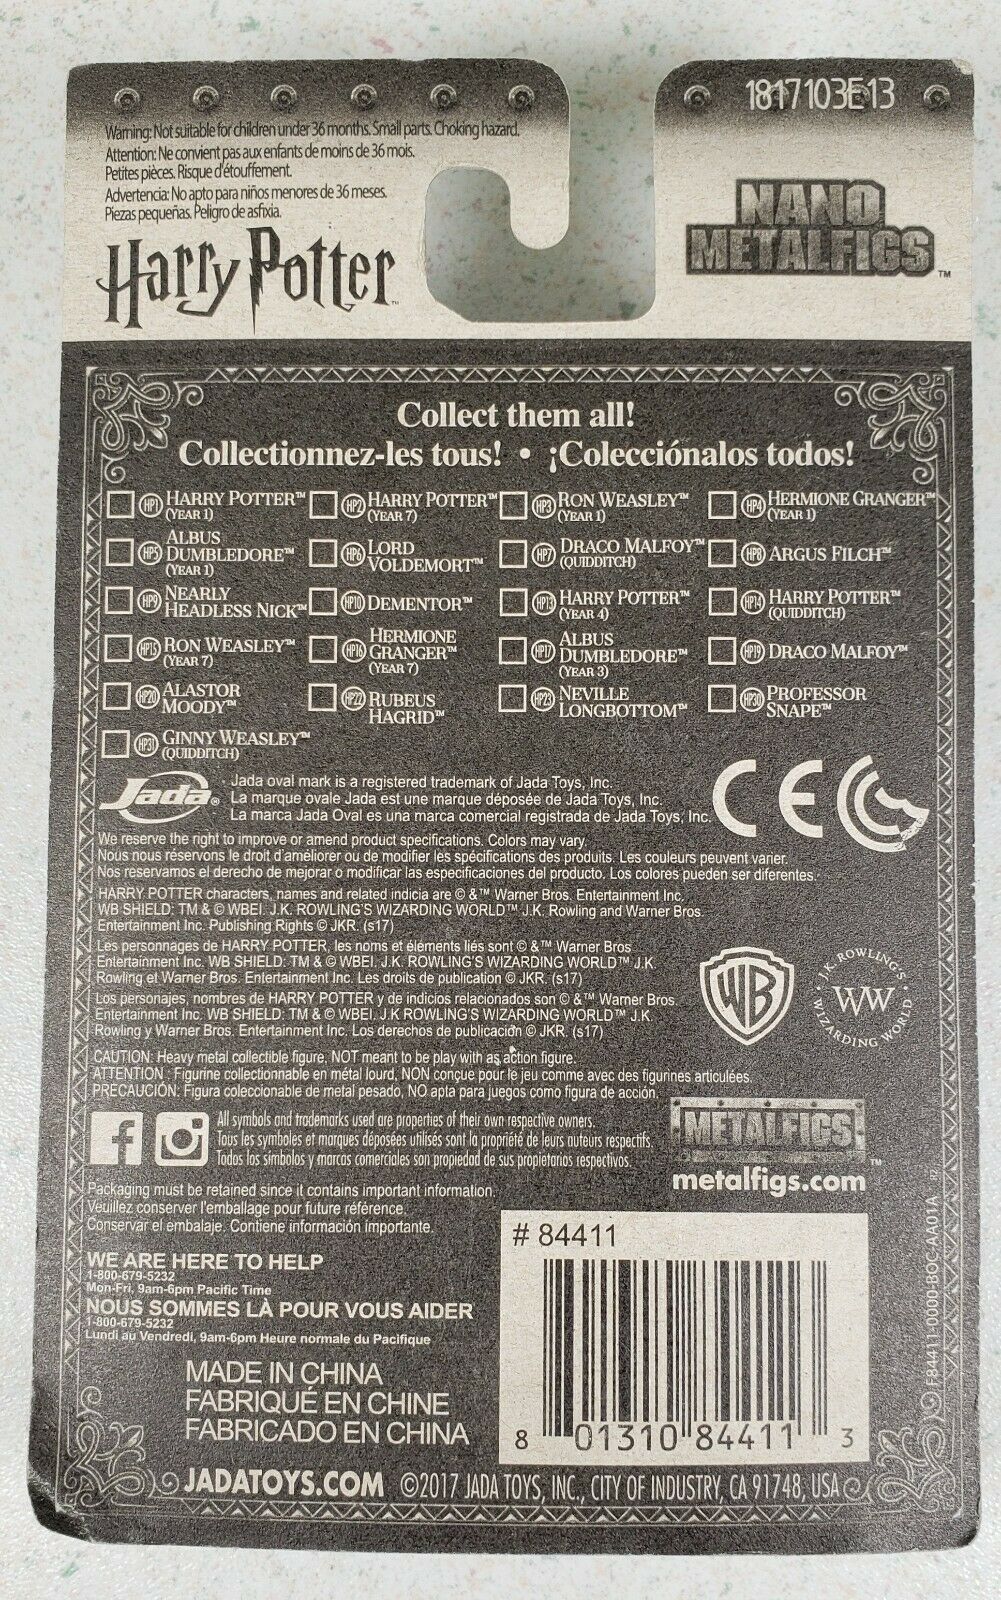 1817103E13
Warning: Not suitable for children under 36 months. Small parts. Choking hazard.
Attention: Ne convient pas aux enfants de moins de 36 mois.
Petites pièces. Risque d'étouffement.
Advertencia: No apto para niños menores de 36 meses.
Piezas pequeñas. Peligro de asfixia.
Harry Potter™
NANO
METALFIGS™
Collect them all!
Collectionnez-les tous! • ¡Colecciónalos todos!
HP1 HARRY POTTER™ (YEAR 1)
HP2 HARRY POTTER™ (YEAR 7)
HP3 RON WEASLEY™ (YEAR 1)
HP4 HERMIONE GRANGER™ (YEAR 1)
HP5 ALBUS DUMBLEDORE™ (YEAR 1)
HP6 LORD VOLDEMORT™
HP7 DRACO MALFOY™ (QUIDDITCH)
HP8 ARGUS FILCH™
HP9 NEARLY HEADLESS NICK™
HP10 DEMENTOR™
HP13 HARRY POTTER™ (YEAR 4)
HP14 HARRY POTTER™ (QUIDDITCH)
HP15 RON WEASLEY™ (YEAR 7)
HP16 HERMIONE GRANGER™ (YEAR 7)
HP17 ALBUS DUMBLEDORE™ (YEAR 3)
HP19 DRACO MALFOY™
HP20 ALASTOR MOODY™
HP22 RUBEUS HAGRID™
HP23 NEVILLE LONGBOTTOM™
HP30 PROFESSOR SNAPE™
HP31 GINNY WEASLEY™ (QUIDDITCH)
Jada®
Jada oval mark is a registered trademark of Jada Toys, Inc.
La marque ovale Jada est une marque déposée de Jada Toys, Inc.
La marca Jada Oval es una marca comercial registrada de Jada Toys, Inc.
CE
We reserve the right to improve or amend product specifications. Colors may vary.
Nous nous réservons le droit d'améliorer ou de modifier les spécifications des produits. Les couleurs peuvent varier.
Nos reservamos el derecho de mejorar o modificar las especificaciones del producto. Los colores pueden ser diferentes.
HARRY POTTER characters, names and related indicia are © & ™ Warner Bros. Entertainment Inc.
WB SHIELD: TM & © WBEI. J.K. ROWLING'S WIZARDING WORLD™ J.K. Rowling and Warner Bros.
Entertainment Inc. Publishing Rights © JKR. (s17)
Les personnages de HARRY POTTER, les noms et éléments liés sont © & ™ Warner Bros
Entertainment Inc. WB SHIELD: TM & © WBEI. J.K. ROWLING'S WIZARDING WORLD™ J.K.
Rowling et Warner Bros. Entertainment Inc. Les droits de publication © JKR. (s17)
Los personajes, nombres de HARRY POTTER y de indicios relacionados son © & ™ Warner Bros.
Entertainment Inc. WB SHIELD: TM & © WBEI. J.K ROWLING'S WIZARDING WORLD™ J.K.
Rowling y Warner Bros. Entertainment Inc. Los derechos de publicación © JKR. (s17)
WB
J.K. ROWLING'S
WW
WIZARDING WORLD
CAUTION: Heavy metal collectible figure, NOT meant to be play with as action figure.
ATTENTION : Figurine collectionnable en métal lourd, NON conçue pour le jeu comme avec des figurines articulées.
PRECAUCIÓN: Figura coleccionable de metal pesado, NO apta para juegos como figura de acción.
f
All symbols and trademarks used are properties of their own respective owners.
Tous les symboles et marques déposées utilisés sont la propriété de leurs auteurs respectifs.
Todos los símbolos y marcas comerciales son propiedad de sus propietarios respectivos.
METALFIGS™
metalfigs.com
Packaging must be retained since it contains important information.
Veuillez conserver l'emballage pour future référence.
Conservar el embalaje. Contiene información importante.
WE ARE HERE TO HELP
1-800-679-5232
Mon-Fri, 9am-6pm Pacific Time
NOUS SOMMES LÀ POUR VOUS AIDER
1-800-679-5232
Lundi au Vendredi, 9am-6pm Heure normale du Pacifique
MADE IN CHINA
FABRIQUÉ EN CHINE
FABRICADO EN CHINA
# 84411
8 01310 84411 3
F84411-0000-BOC-AA01A
JADATOYS.COM ©2017 JADA TOYS, INC., CITY OF INDUSTRY, CA 91748, USA